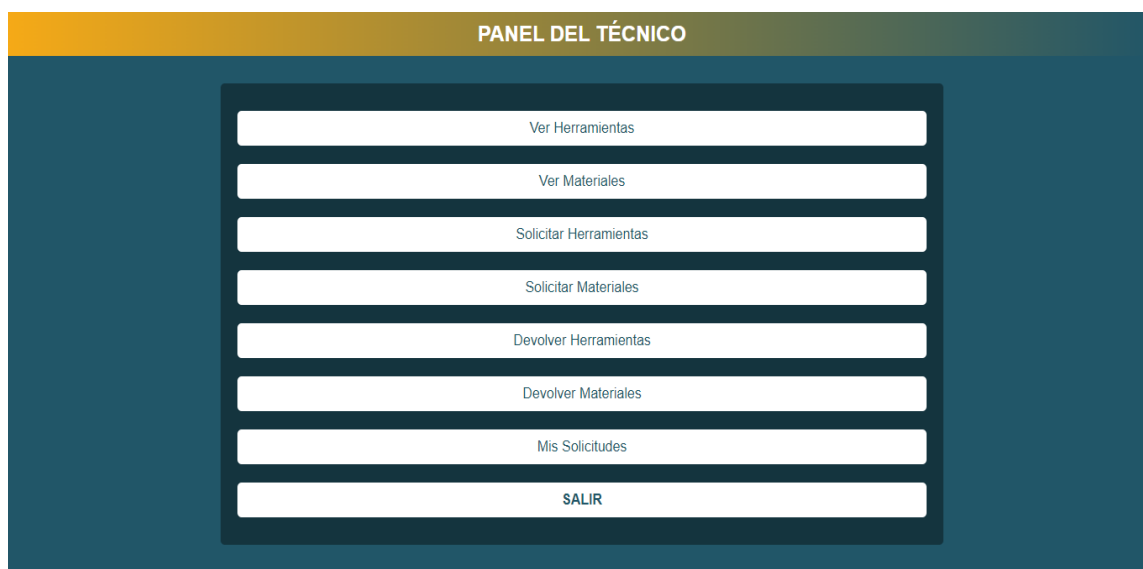 PANEL DEL TÉCNICO
Ver Herramientas
Ver Materiales
Solicitar Herramientas
Solicitar Materiales
Devolver Herramientas
Devolver Materiales
Mis Solicitudes
SALIR